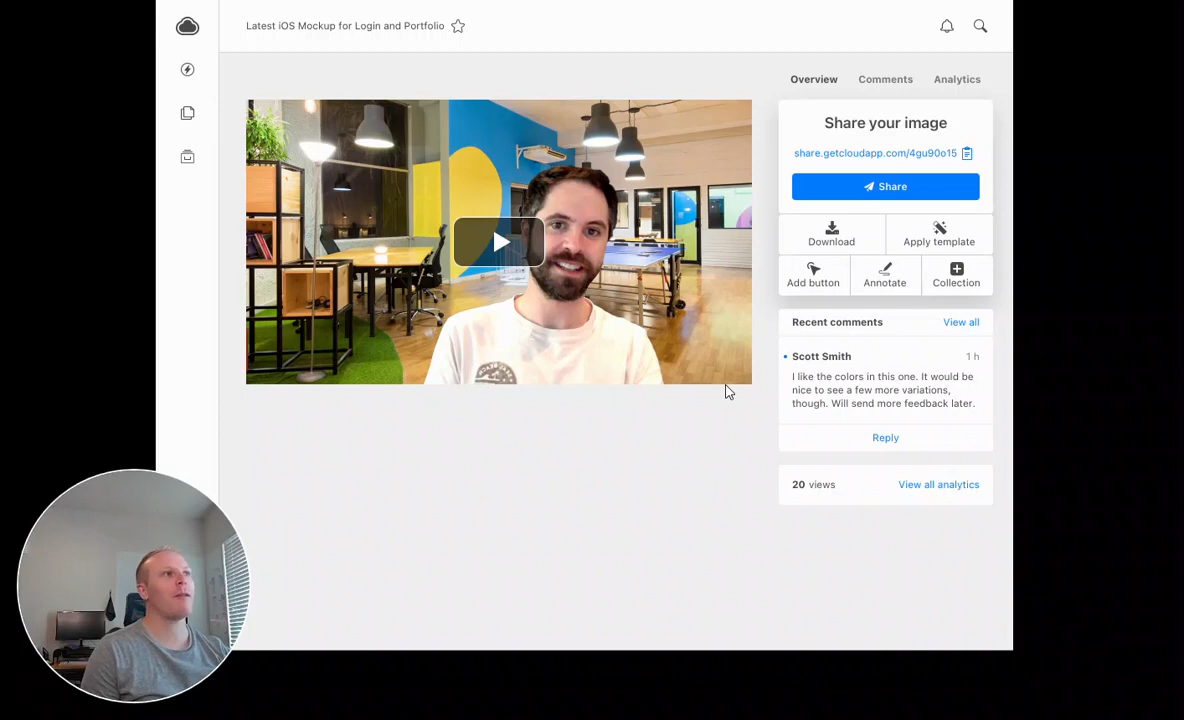 Latest iOS Mockup for Login and Portfolio
Overview Comments Analytics
Share your image
share.getcloudapp.com/4gu90o15
Share
Download Apply template
Add button Annotate Collection
Recent comments View all
Scott Smith 1 h
I like the colors in this one. It would be
nice to see a few more variations,
though. Will send more feedback later.
Reply
20 views View all analytics